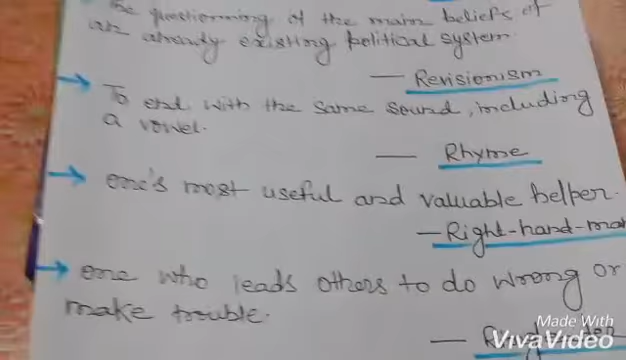 The questionning of the main beliefs of
an already existing political system.
— Revisionism
To end with the same sound, including
a vowel.
— Rhyme
one's most useful and valuable helper.
— Right-hand-man
one who leads others to do wrong or
make trouble.
—
Made With
VivaVideo